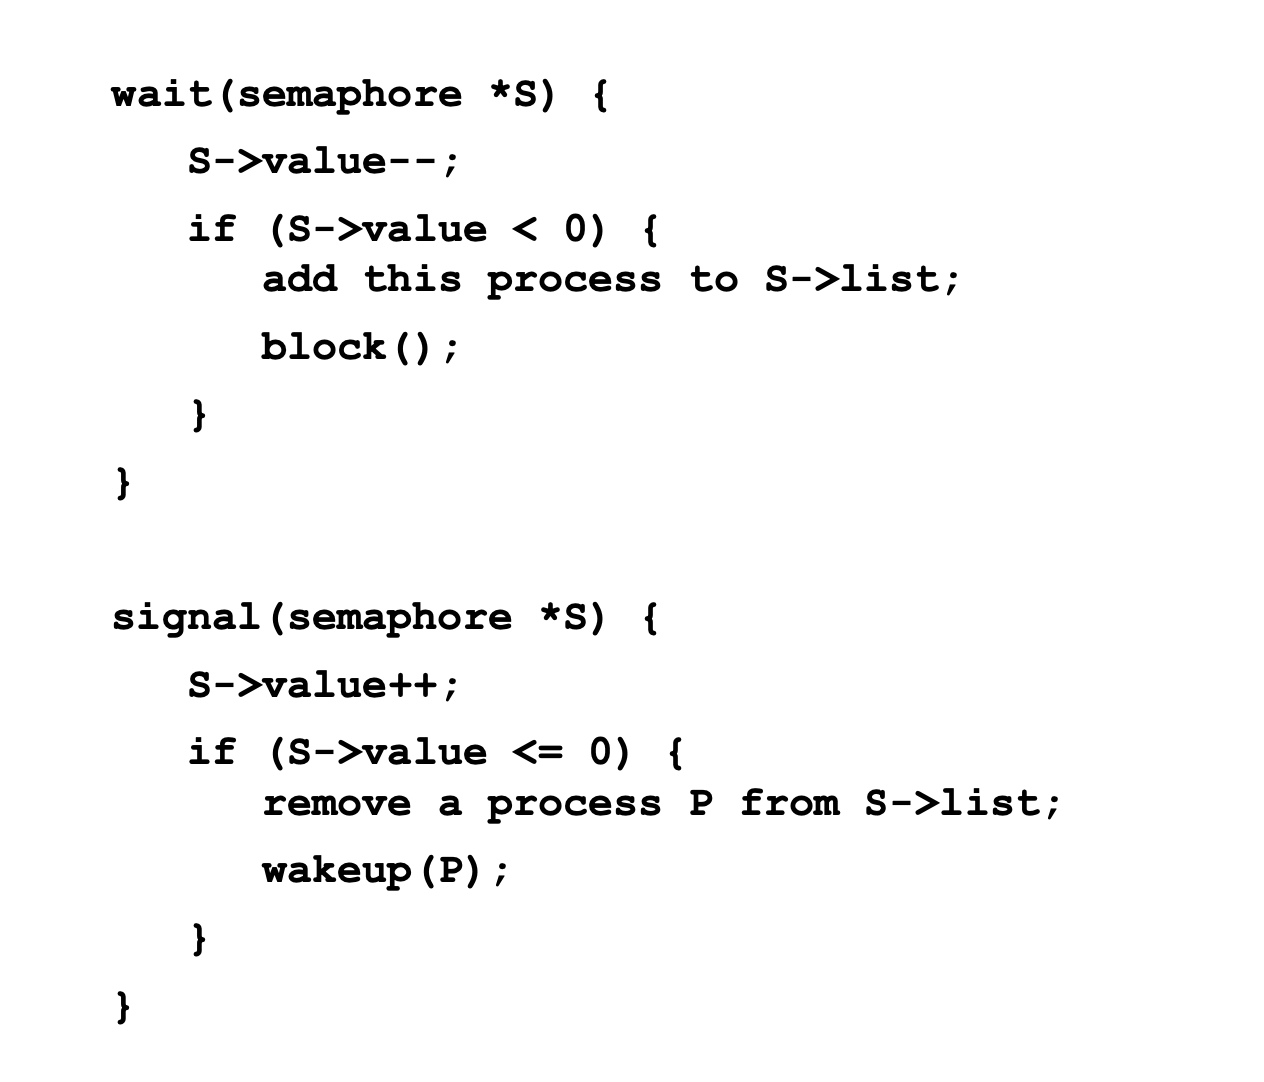 wait(semaphore *S) {
   S->value--;
   if (S->value < 0) {
      add this process to S->list;
      block();
   }
}
signal(semaphore *S) {
   S->value++;
   if (S->value <= 0) {
      remove a process P from S->list;
      wakeup(P);
   }
}